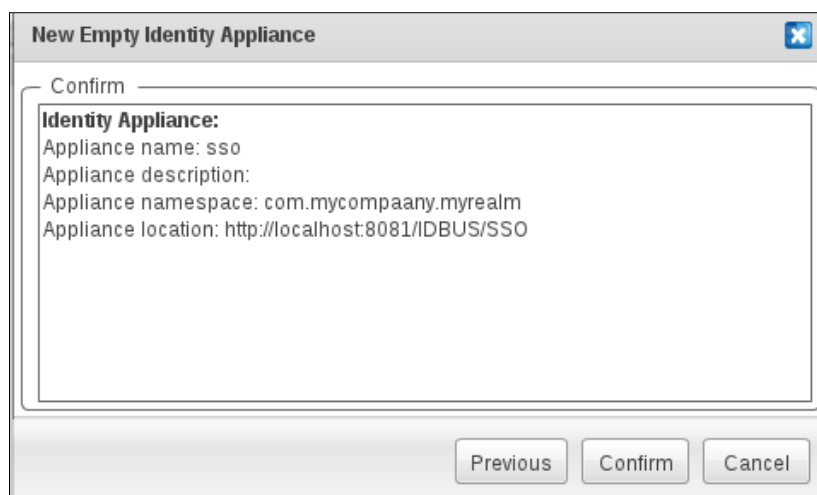 New Empty Identity Appliance
Confirm
Identity Appliance:
Appliance name: sso
Appliance description:
Appliance namespace: com.mycompaany.myrealm
Appliance location: http://localhost:8081/IDBUS/SSO
Previous Confirm Cancel